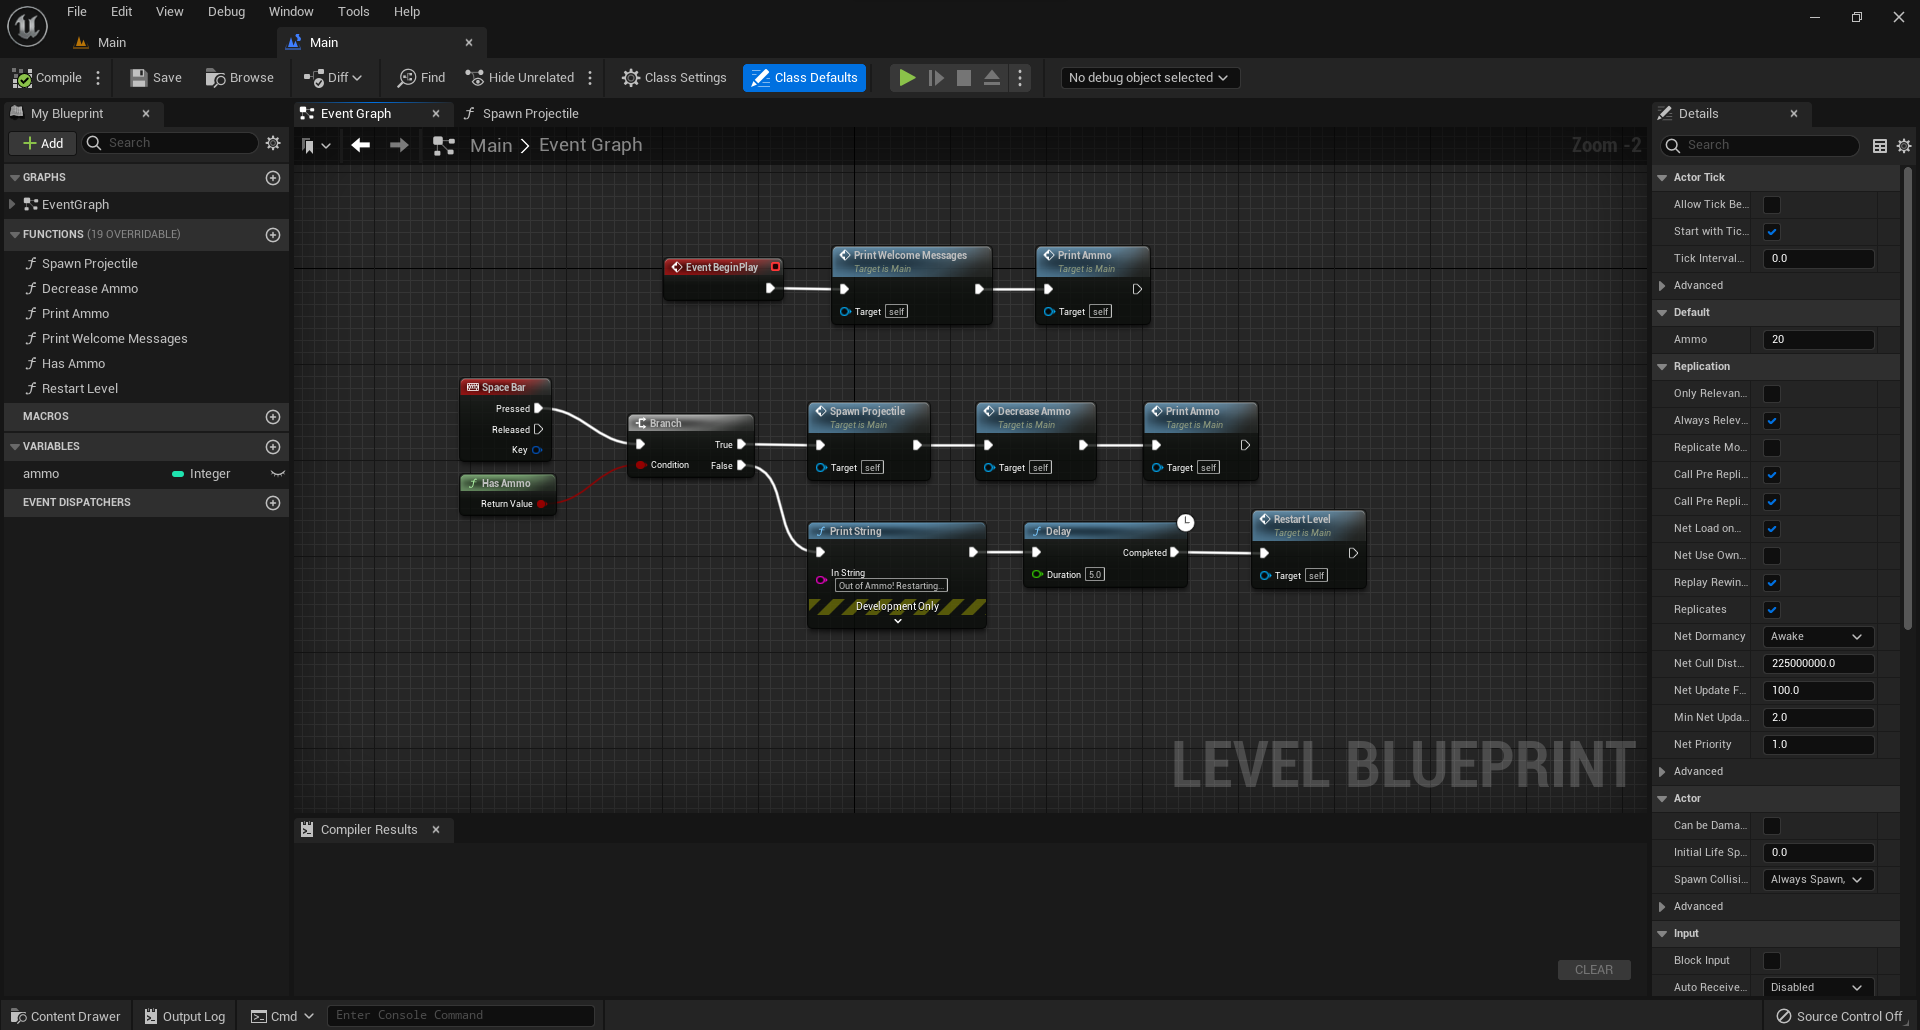 File Edit View Debug Window Tools Help
Main
Main
Compile Save Browse Diff Find Hide Unrelated Class Settings Class Defaults No debug object selected
My Blueprint
Add Search
GRAPHS
EventGraph
FUNCTIONS (19 OVERRIDABLE)
Spawn Projectile
Decrease Ammo
Print Ammo
Print Welcome Messages
Has Ammo
Restart Level
MACROS
VARIABLES
ammo Integer
EVENT DISPATCHERS
Event Graph Spawn Projectile
Main > Event Graph
Zoom -2
Event BeginPlay
Print Welcome Messages
Target is Main
Target self
Print Ammo
Target is Main
Target self
Space Bar
Pressed
Released
Key
Has Ammo
Return Value
Branch
True
Condition False
Spawn Projectile
Target is Main
Target self
Decrease Ammo
Target is Main
Target self
Print Ammo
Target is Main
Target self
Print String
In String
Out of Ammo! Restarting...
Development Only
Delay
Completed
Duration 5.0
Restart Level
Target is Main
Target self
LEVEL BLUEPRINT
Compiler Results
CLEAR
Details
Search
Actor Tick
Allow Tick Be...
Start with Tic...
Tick Interval... 0.0
Advanced
Default
Ammo 20
Replication
Only Relevan...
Always Relev...
Replicate Mo...
Call Pre Repli...
Call Pre Repli...
Net Load on...
Net Use Own...
Replay Rewin...
Replicates
Net Dormancy Awake
Net Cull Dist... 225000000.0
Net Update F... 100.0
Min Net Upda... 2.0
Net Priority 1.0
Advanced
Actor
Can be Dama...
Initial Life Sp... 0.0
Spawn Collisi... Always Spawn,
Advanced
Input
Block Input
Auto Receive... Disabled
Content Drawer Output Log Cmd Enter Console Command Source Control Off